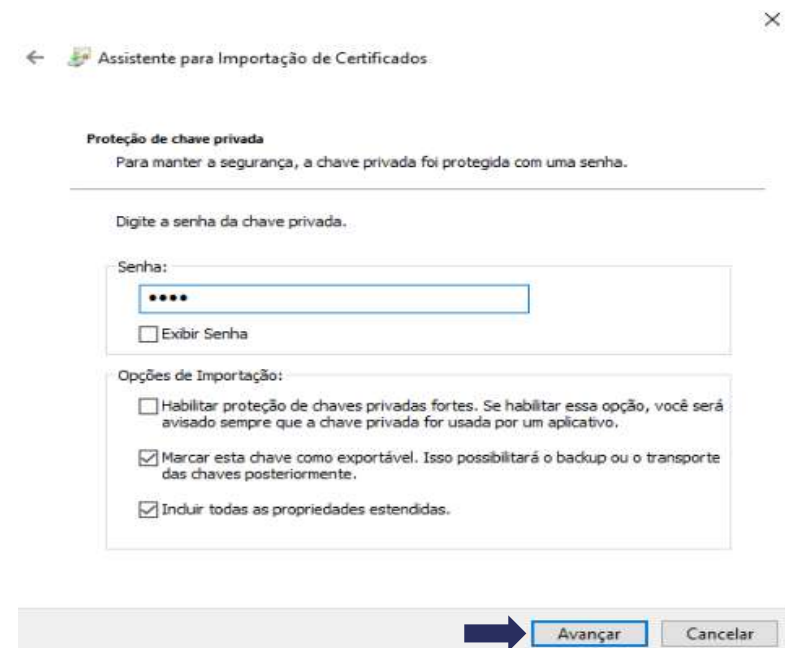 Assistente para Importação de Certificados
Proteção de chave privada
Para manter a segurança, a chave privada foi protegida com uma senha.
Digite a senha da chave privada.
Senha:
••••
Exibir Senha
Opções de Importação:
Habilitar proteção de chaves privadas fortes. Se habilitar essa opção, você será
avisado sempre que a chave privada for usada por um aplicativo.
Marcar esta chave como exportável. Isso possibilitará o backup ou o transporte
das chaves posteriormente.
Incluir todas as propriedades estendidas.
Avançar
Cancelar